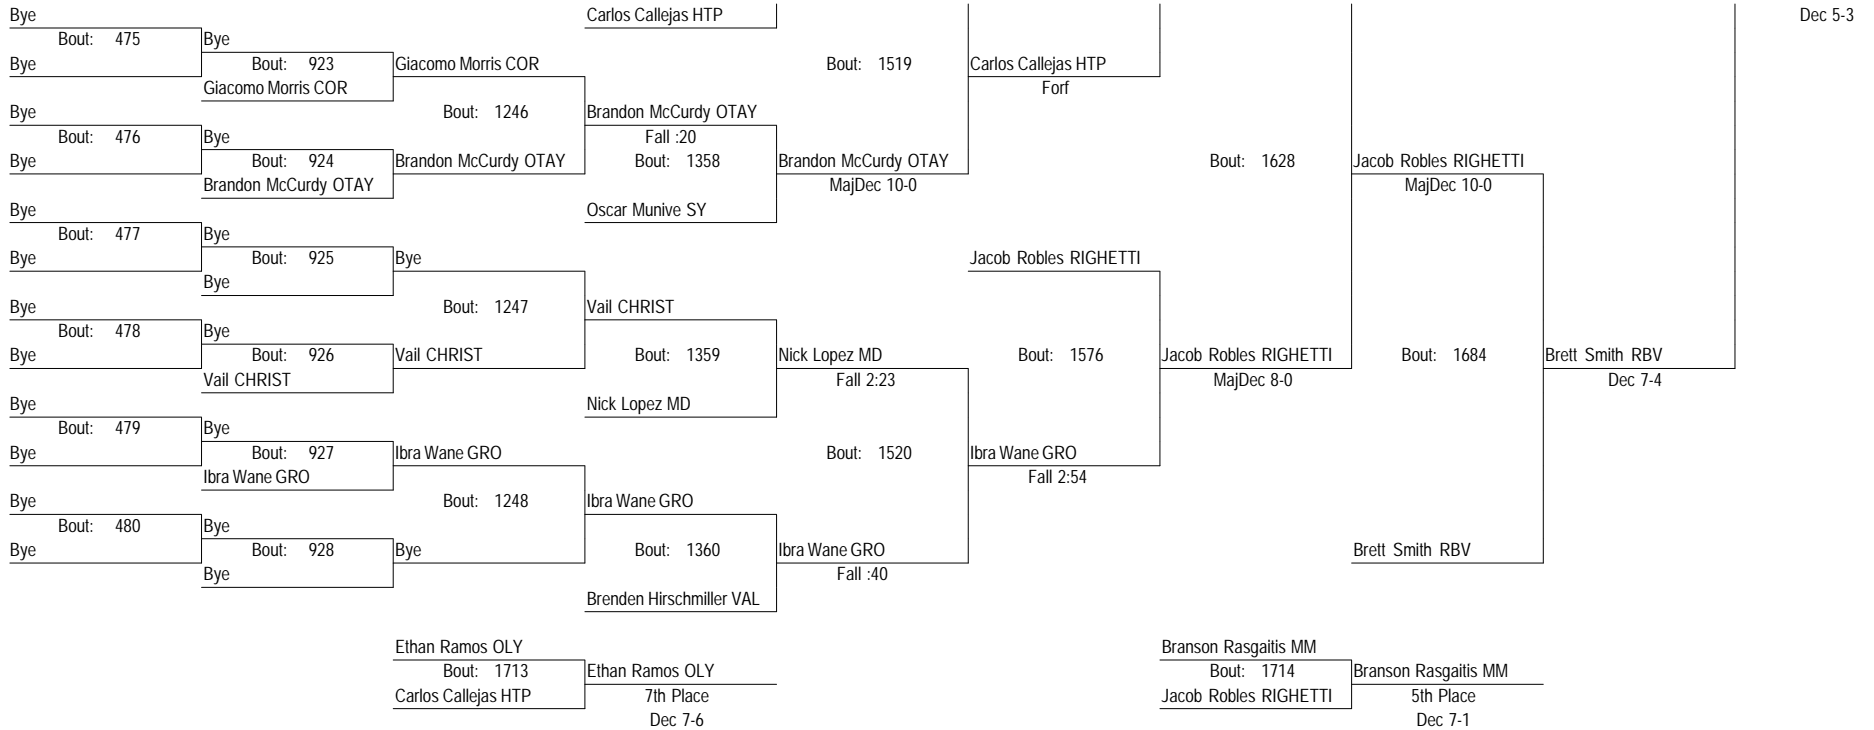 Bye Carlos Callejas HTP Dec 5-3
Bout: 475 Bye
Bye Bout: 923 Giacomo Morris COR Bout: 1519 Carlos Callejas HTP
Giacomo Morris COR Forf
Bye Bout: 1246 Brandon McCurdy OTAY
Bout: 476 Bye Fall :20
Bye Bout: 924 Brandon McCurdy OTAY Bout: 1358 Brandon McCurdy OTAY Bout: 1628 Jacob Robles RIGHETTI
Brandon McCurdy OTAY MajDec 10-0 MajDec 10-0
Bye Oscar Munive SY
Bout: 477 Bye
Bye Bout: 925 Bye Jacob Robles RIGHETTI
Bye
Bye Bout: 1247 Vail CHRIST
Bout: 478 Bye
Bye Bout: 926 Vail CHRIST Bout: 1359 Nick Lopez MD Bout: 1576 Jacob Robles RIGHETTI Bout: 1684 Brett Smith RBV
Vail CHRIST Fall 2:23 MajDec 8-0 Dec 7-4
Bye Nick Lopez MD
Bout: 479 Bye
Bye Bout: 927 Ibra Wane GRO Bout: 1520 Ibra Wane GRO
Ibra Wane GRO Fall 2:54
Bye Bout: 1248 Ibra Wane GRO
Bout: 480 Bye
Bye Bout: 928 Bye Bout: 1360 Ibra Wane GRO Brett Smith RBV
Bye Fall :40
Brenden Hirschmiller VAL
Ethan Ramos OLY Branson Rasgaitis MM
Bout: 1713 Ethan Ramos OLY Bout: 1714 Branson Rasgaitis MM
Carlos Callejas HTP 7th Place Jacob Robles RIGHETTI 5th Place
Dec 7-6 Dec 7-1